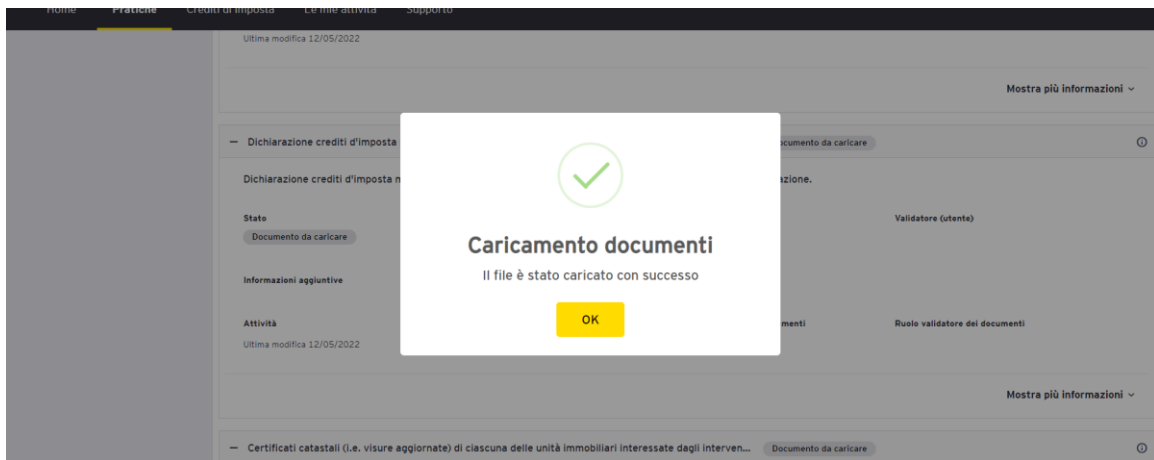 Home Pratiche Crediti di imposta Le mie attività Supporto
Ultima modifica 12/05/2022
Mostra più informazioni
Dichiarazione crediti d'imposta
ocumento da caricare
Dichiarazione crediti d'imposta n
azione.
Stato
Validatore (utente)
Documento da caricare
Caricamento documenti
Informazioni aggiuntive
Il file è stato caricato con successo
OK
Attività
menti
Ruolo validatore dei documenti
Ultima modifica 12/05/2022
Mostra più informazioni
Certificati catastali (i.e. visure aggiornate) di ciascuna delle unità immobiliari interessate dagli interven... Documento da caricare